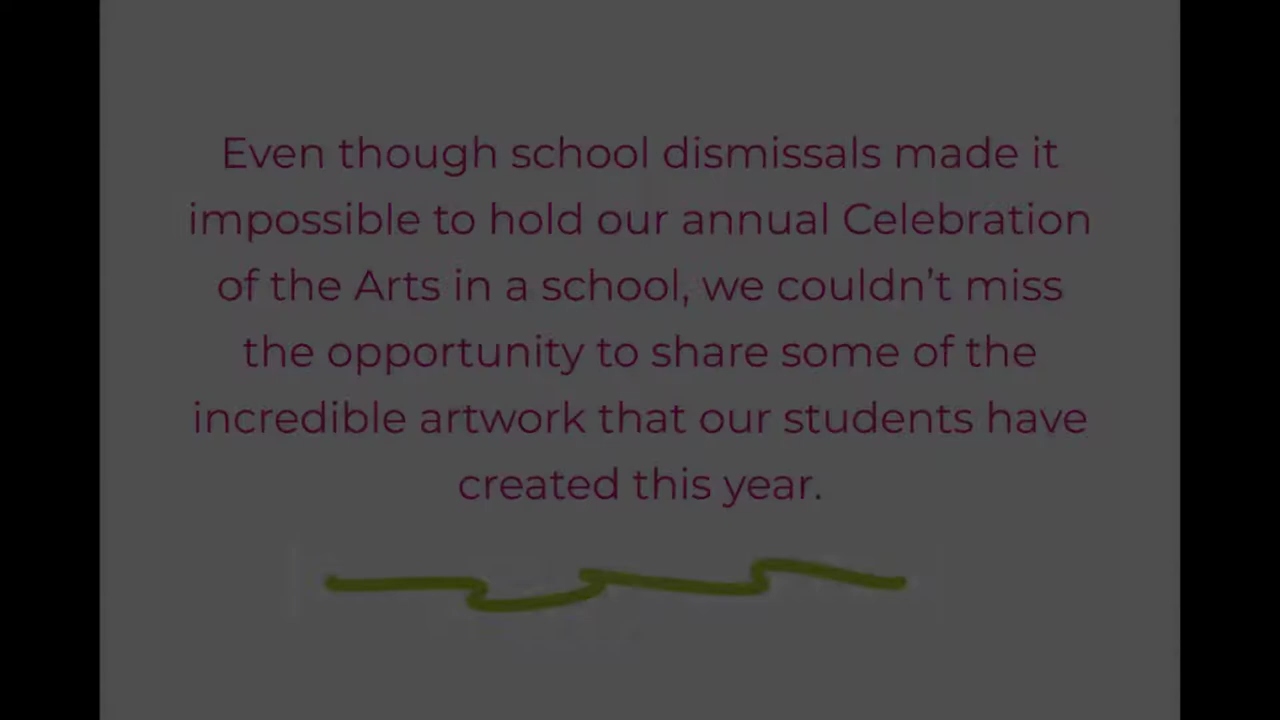 Even though school dismissals made it
impossible to hold our annual Celebration
of the Arts in a school, we couldn’t miss
the opportunity to share some of the
incredible artwork that our students have
created this year.